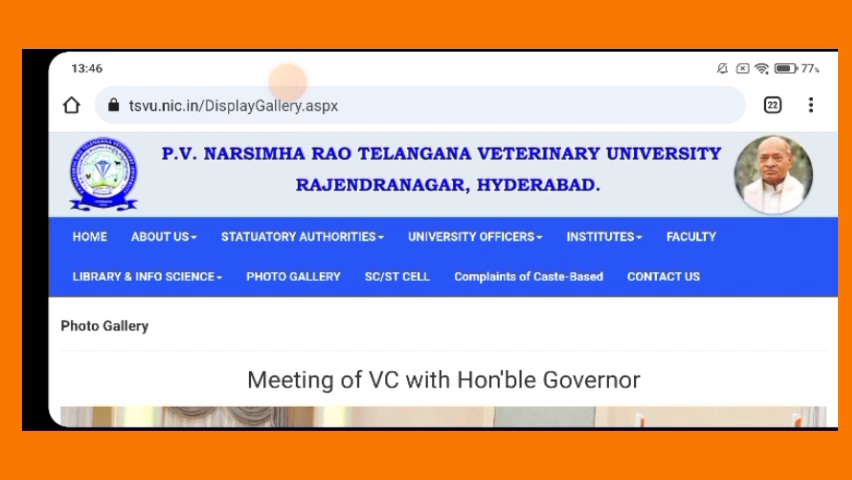 13:46
77%
tsvu.nic.in/DisplayGallery.aspx
22
P.V. NARSIMHA RAO TELANGANA VETERINARY UNIVERSITY
RAJENDRANAGAR, HYDERABAD.
HOME ABOUT US STATUATORY AUTHORITIES UNIVERSITY OFFICERS INSTITUTES FACULTY
LIBRARY & INFO SCIENCE PHOTO GALLERY SC/ST CELL Complaints of Caste-Based CONTACT US
Photo Gallery
Meeting of VC with Hon'ble Governor